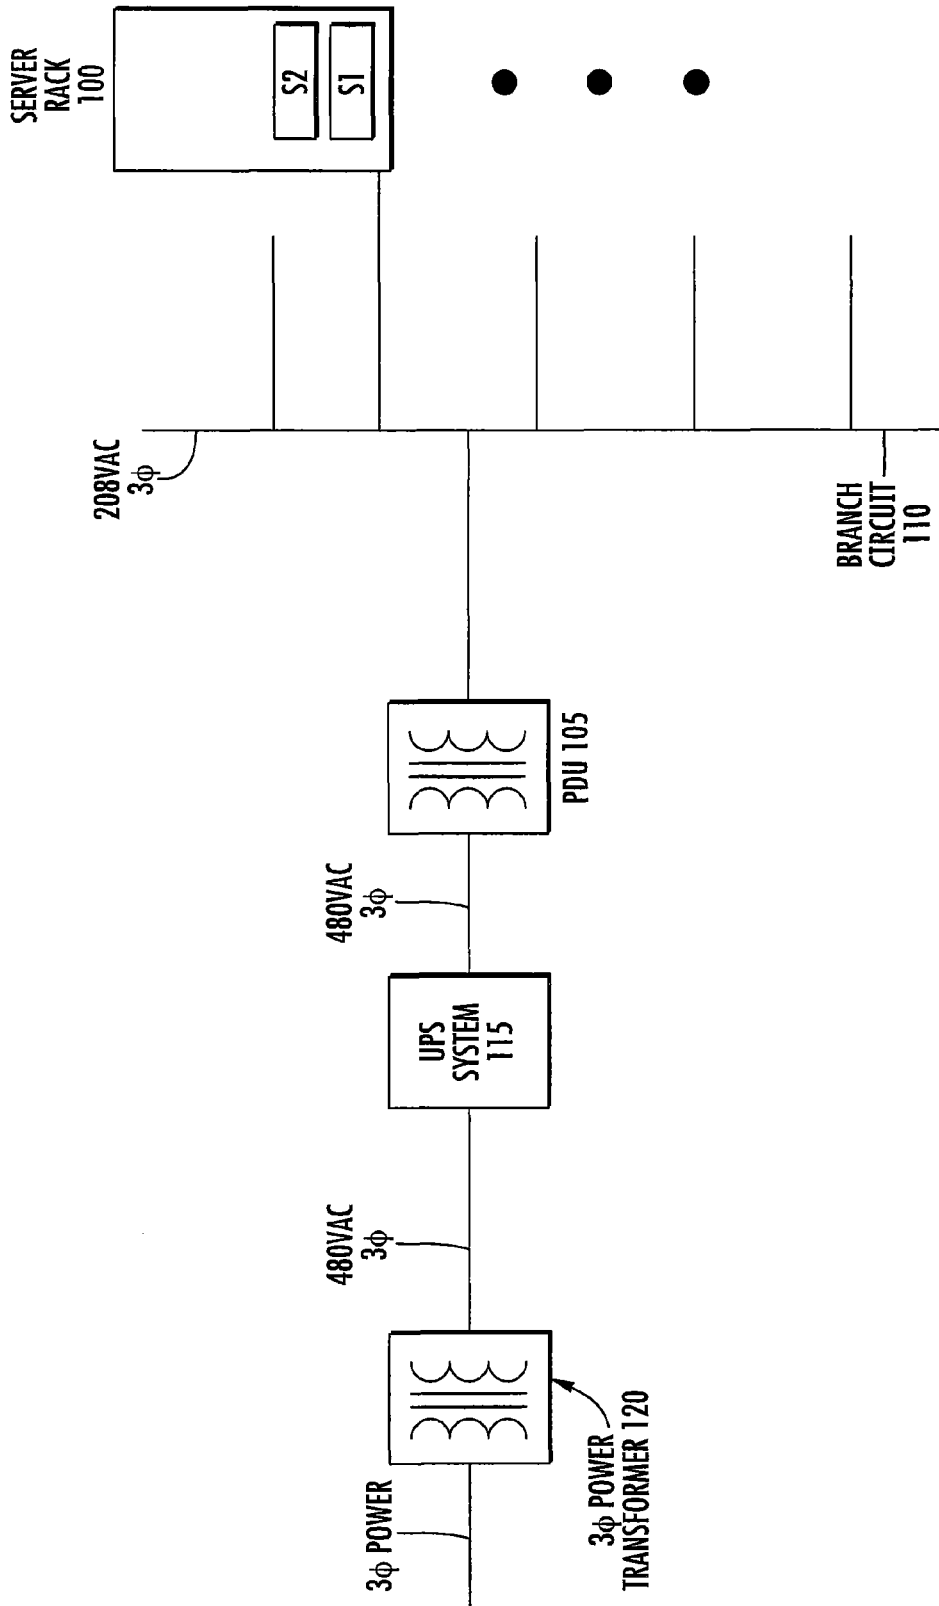 3ϕ POWER
3ϕ POWER
TRANSFORMER 120
480VAC
3ϕ
UPS
SYSTEM
115
480VAC
3ϕ
PDU 105
208VAC
3ϕ
BRANCH
CIRCUIT
110
SERVER
RACK
100
S2
S1